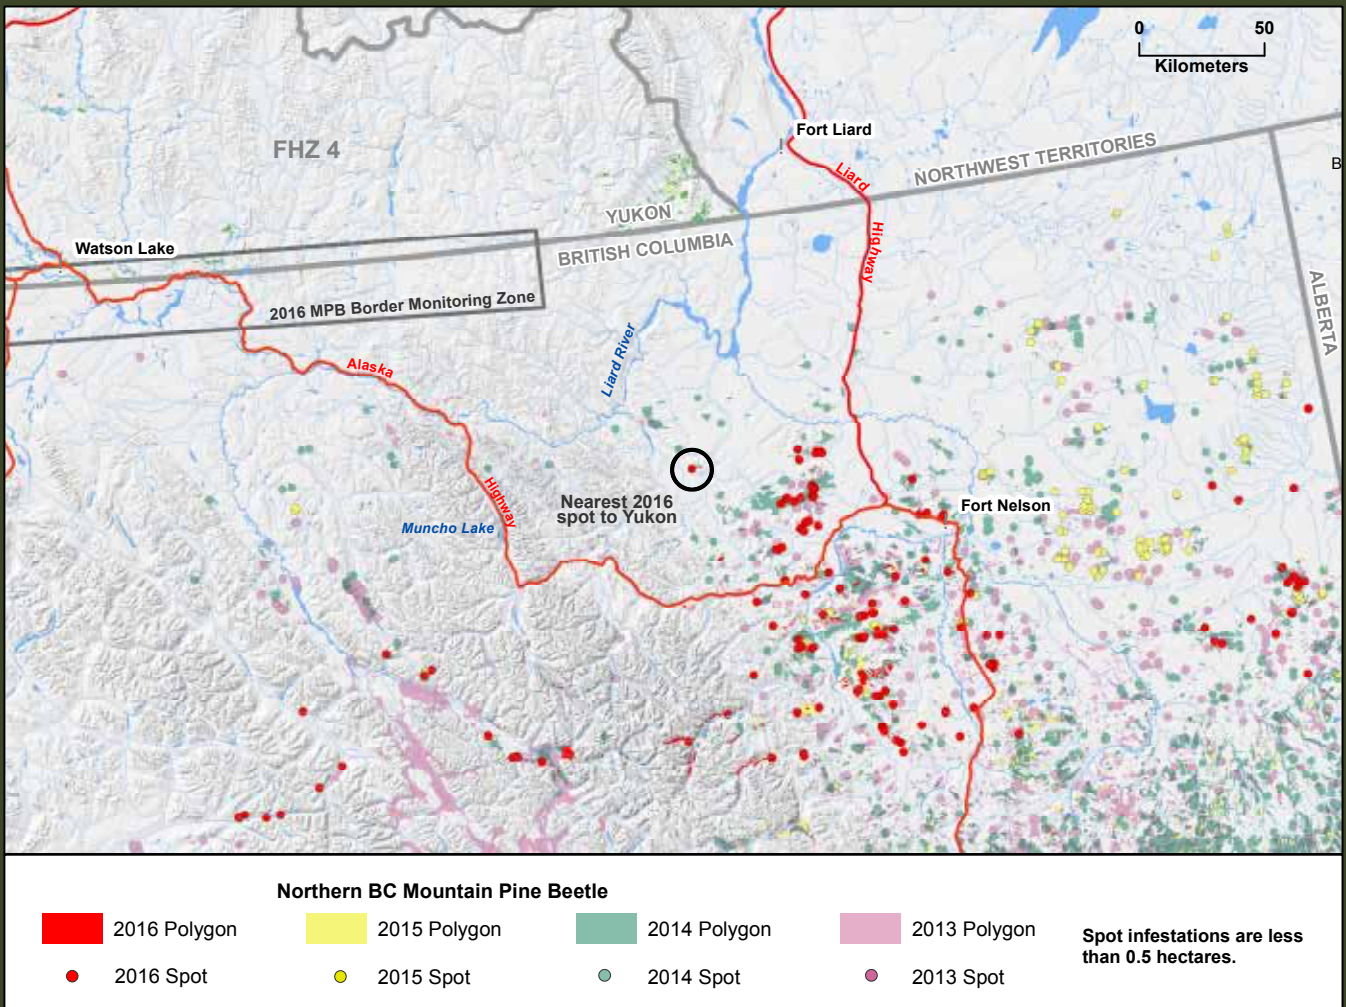 0 50
Kilometers
Fort Liard
FHZ 4
Liard
NORTHWEST TERRITORIES
B
YUKON
BRITISH COLUMBIA
Watson Lake
Highway
2016 MPB Border Monitoring Zone
ALBERTA
Liard River
Alaska
Highway
Nearest 2016
spot to Yukon
Fort Nelson
Muncho Lake
Northern BC Mountain Pine Beetle
2016 Polygon
2015 Polygon
2014 Polygon
2013 Polygon
2016 Spot
2015 Spot
2014 Spot
2013 Spot
Spot infestations are less
than 0.5 hectares.